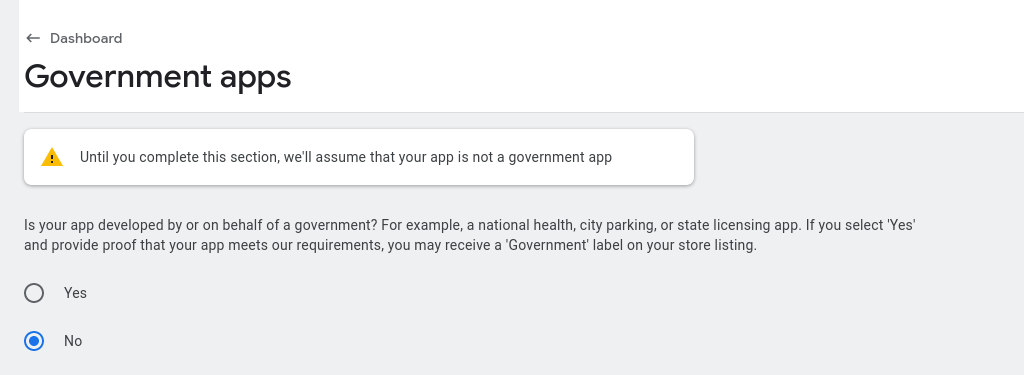 Dashboard
Government apps
Until you complete this section, we'll assume that your app is not a government app
Is your app developed by or on behalf of a government? For example, a national health, city parking, or state licensing app. If you select 'Yes'
and provide proof that your app meets our requirements, you may receive a 'Government' label on your store listing.
Yes
No